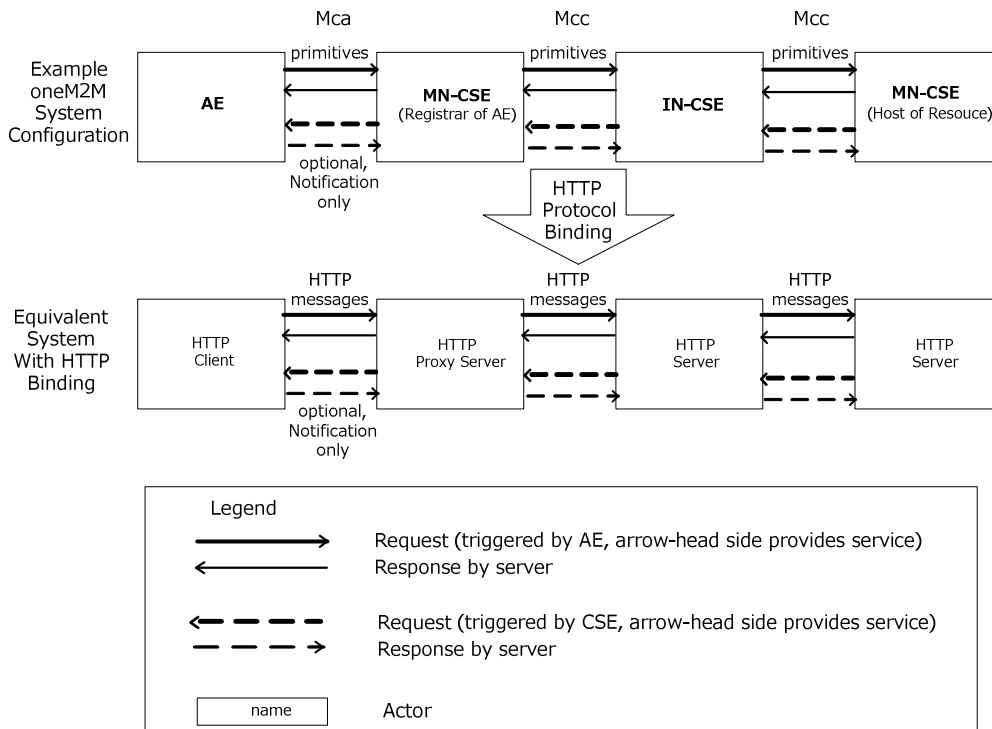 Mca
Mcc
Mcc
Example
oneM2M
System
Configuration
primitives
primitives
primitives
AE
MN-CSE
(Registrar of AE)
IN-CSE
MN-CSE
(Host of Resouce)
optional,
Notification
only
HTTP
Protocol
Binding
Equivalent
System
With HTTP
Binding
HTTP
messages
HTTP
messages
HTTP
messages
HTTP
Client
HTTP
Proxy Server
HTTP
Server
HTTP
Server
optional,
Notification
only
Legend
Request (triggered by AE, arrow-head side provides service)
Response by server
Request (triggered by CSE, arrow-head side provides service)
Response by server
name
Actor